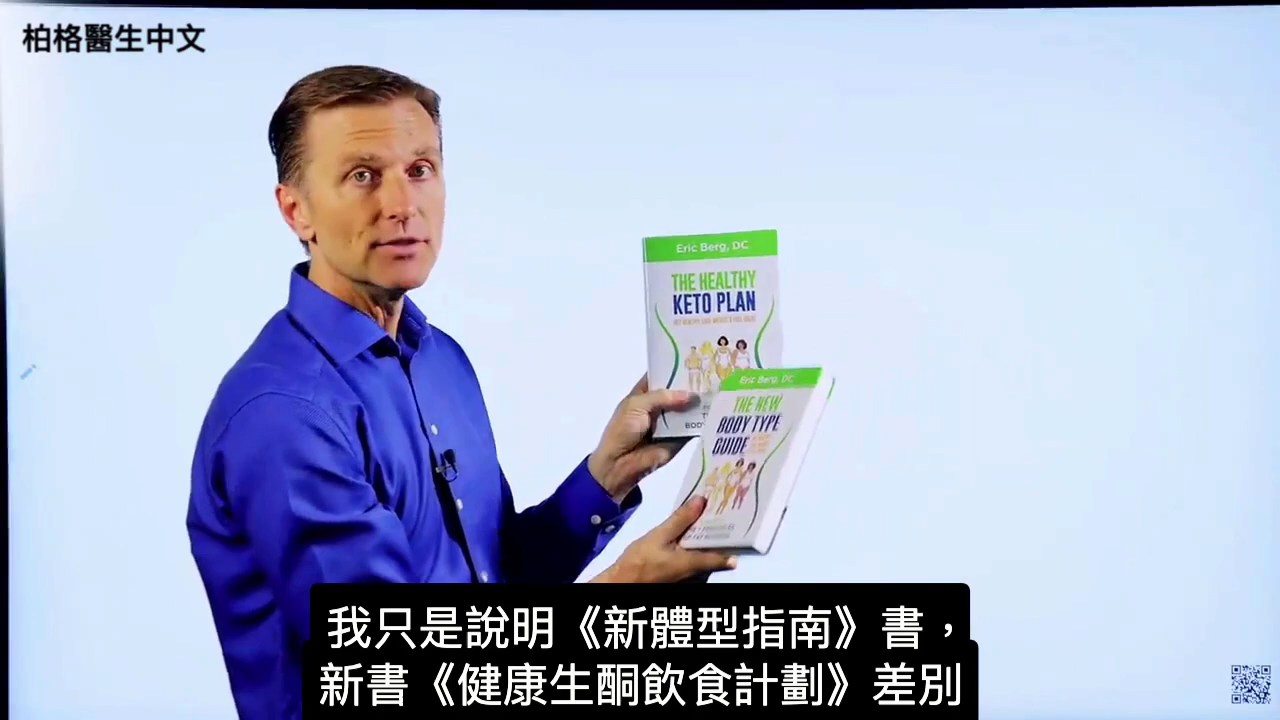 柏格醫生中文
Eric Berg, DC
THE HEALTHY
KETO PLAN
Eric Berg, DC
THE NEW
BODY TYPE
GUIDE
我只是說明《新體型指南》書，
新書《健康生酮飲食計劃》差別